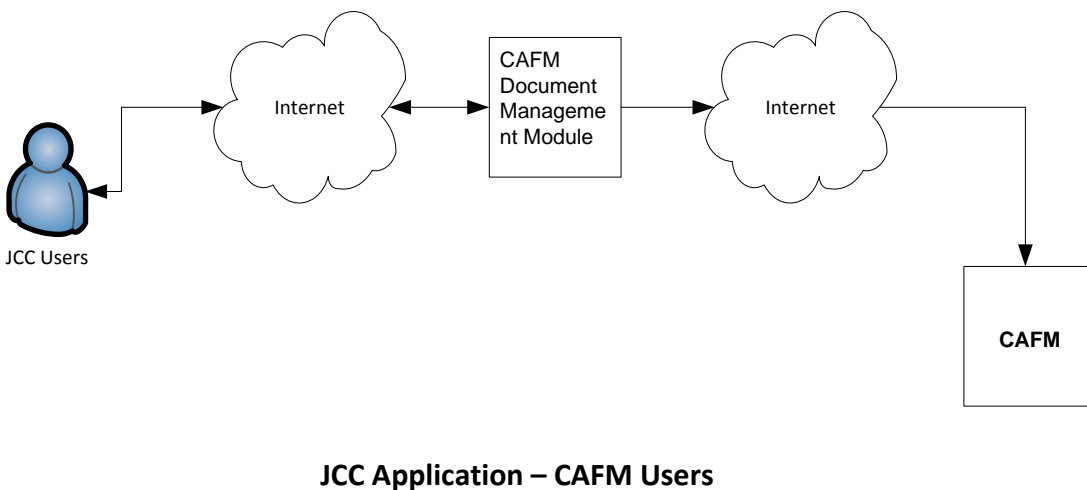 Internet
CAFM
Document
Manageme
nt Module
Internet
JCC Users
CAFM
JCC Application – CAFM Users